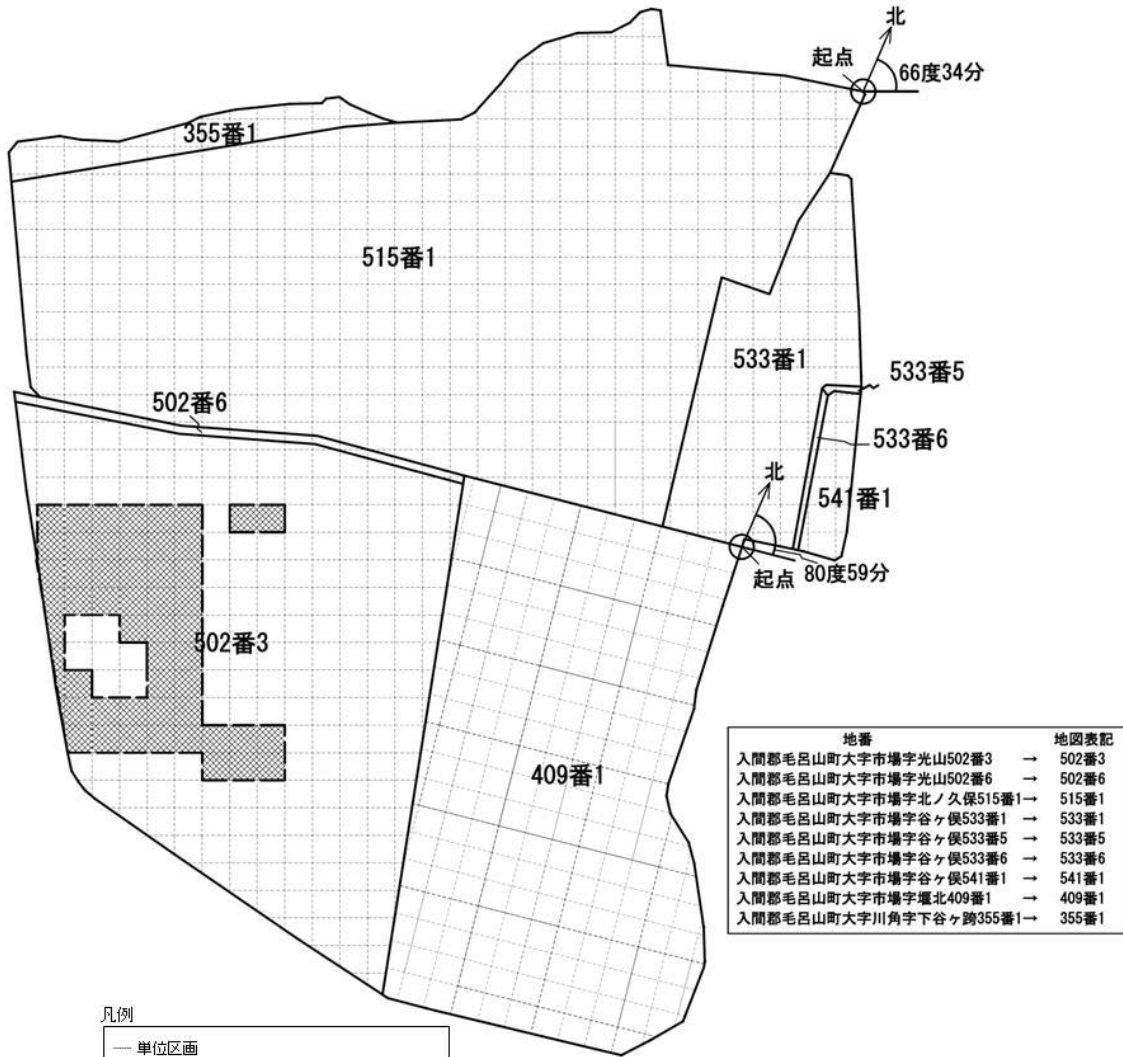 北
起点
66度34分
355番1
515番1
533番1
533番5
502番6
533番6
北
541番1
起点
80度59分
502番3
409番1
地番 地図表記
入間郡毛呂山町大字市場字光山502番3 → 502番3
入間郡毛呂山町大字市場字光山502番6 → 502番6
入間郡毛呂山町大字市場字北ノ久保515番1→ 515番1
入間郡毛呂山町大字市場字谷ヶ俣533番1 → 533番1
入間郡毛呂山町大字市場字谷ヶ俣533番5 → 533番5
入間郡毛呂山町大字市場字谷ヶ俣533番6 → 533番6
入間郡毛呂山町大字市場字谷ヶ俣541番1 → 541番1
入間郡毛呂山町大字市場字堰北409番1 → 409番1
入間郡毛呂山町大字川角字下谷ヶ跨355番1→ 355番1
凡例
― 単位区画